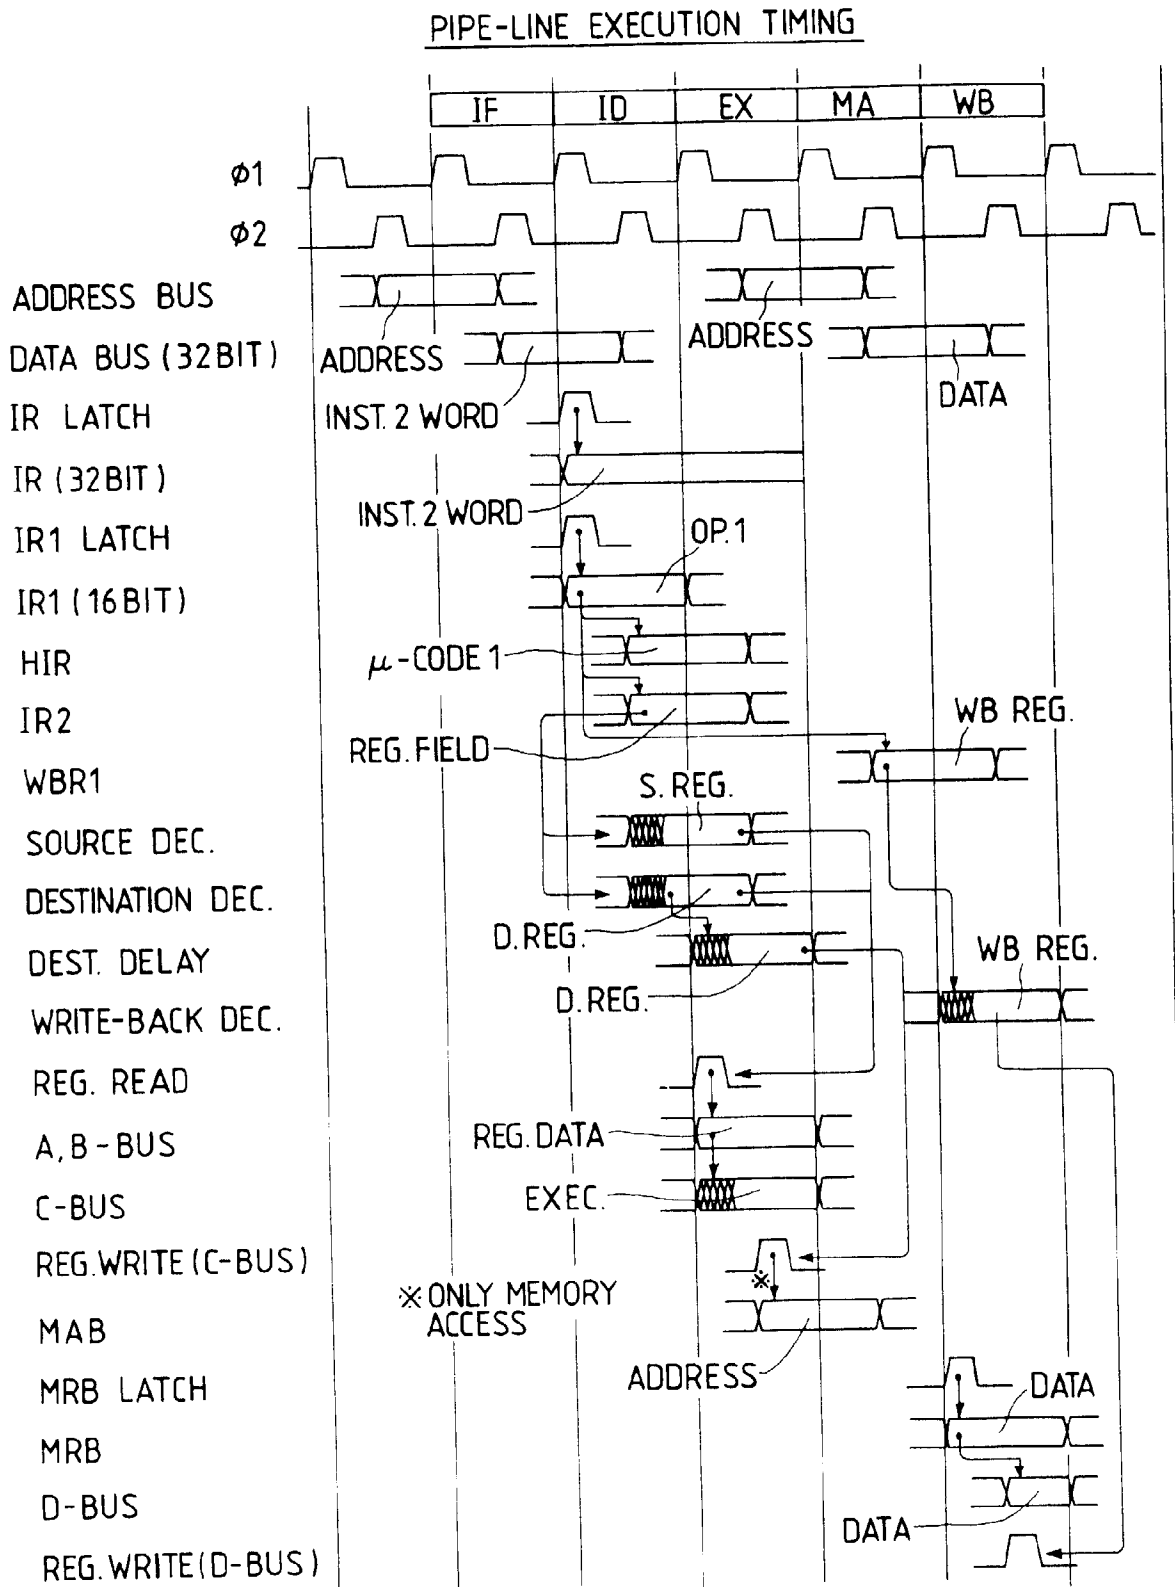 PIPE-LINE EXECUTION TIMING
IF ID EX MA WB
ø1
ø2
ADDRESS BUS
ADDRESS
ADDRESS
DATA BUS (32BIT)
DATA
IR LATCH
INST. 2 WORD
IR (32BIT)
INST. 2 WORD
IR1 LATCH
OP.1
IR1 (16BIT)
HIR
μ-CODE 1
IR2
WB REG.
REG. FIELD
WBR1
S. REG.
SOURCE DEC.
DESTINATION DEC.
D.REG.
WB REG.
DEST. DELAY
D.REG.
WRITE-BACK DEC.
REG. READ
REG. DATA
A, B-BUS
EXEC.
C-BUS
REG. WRITE (C-BUS)
※
※ ONLY MEMORY
ACCESS
MAB
ADDRESS
MRB LATCH
DATA
MRB
D-BUS
DATA
REG. WRITE (D-BUS)